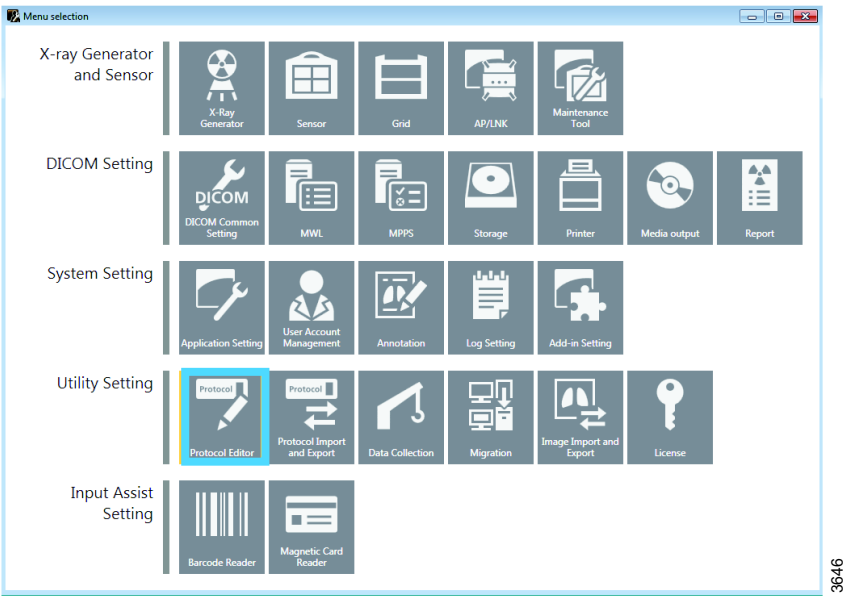 Menu selection
X-ray Generator
and Sensor
X-Ray
Generator
Sensor
Grid
AP/LNK
Maintenance
Tool
DICOM Setting
DICOM
DICOM Common
Setting
MWL
MPPS
Storage
Printer
Media output
Report
System Setting
Application Setting
User Account
Management
Annotation
Log Setting
Add-in Setting
Utility Setting
Protocol
Protocol Editor
Protocol
Protocol Import
and Export
Data Collection
Migration
Image Import and
Export
License
Input Assist
Setting
Barcode Reader
Magnetic Card
Reader
3646